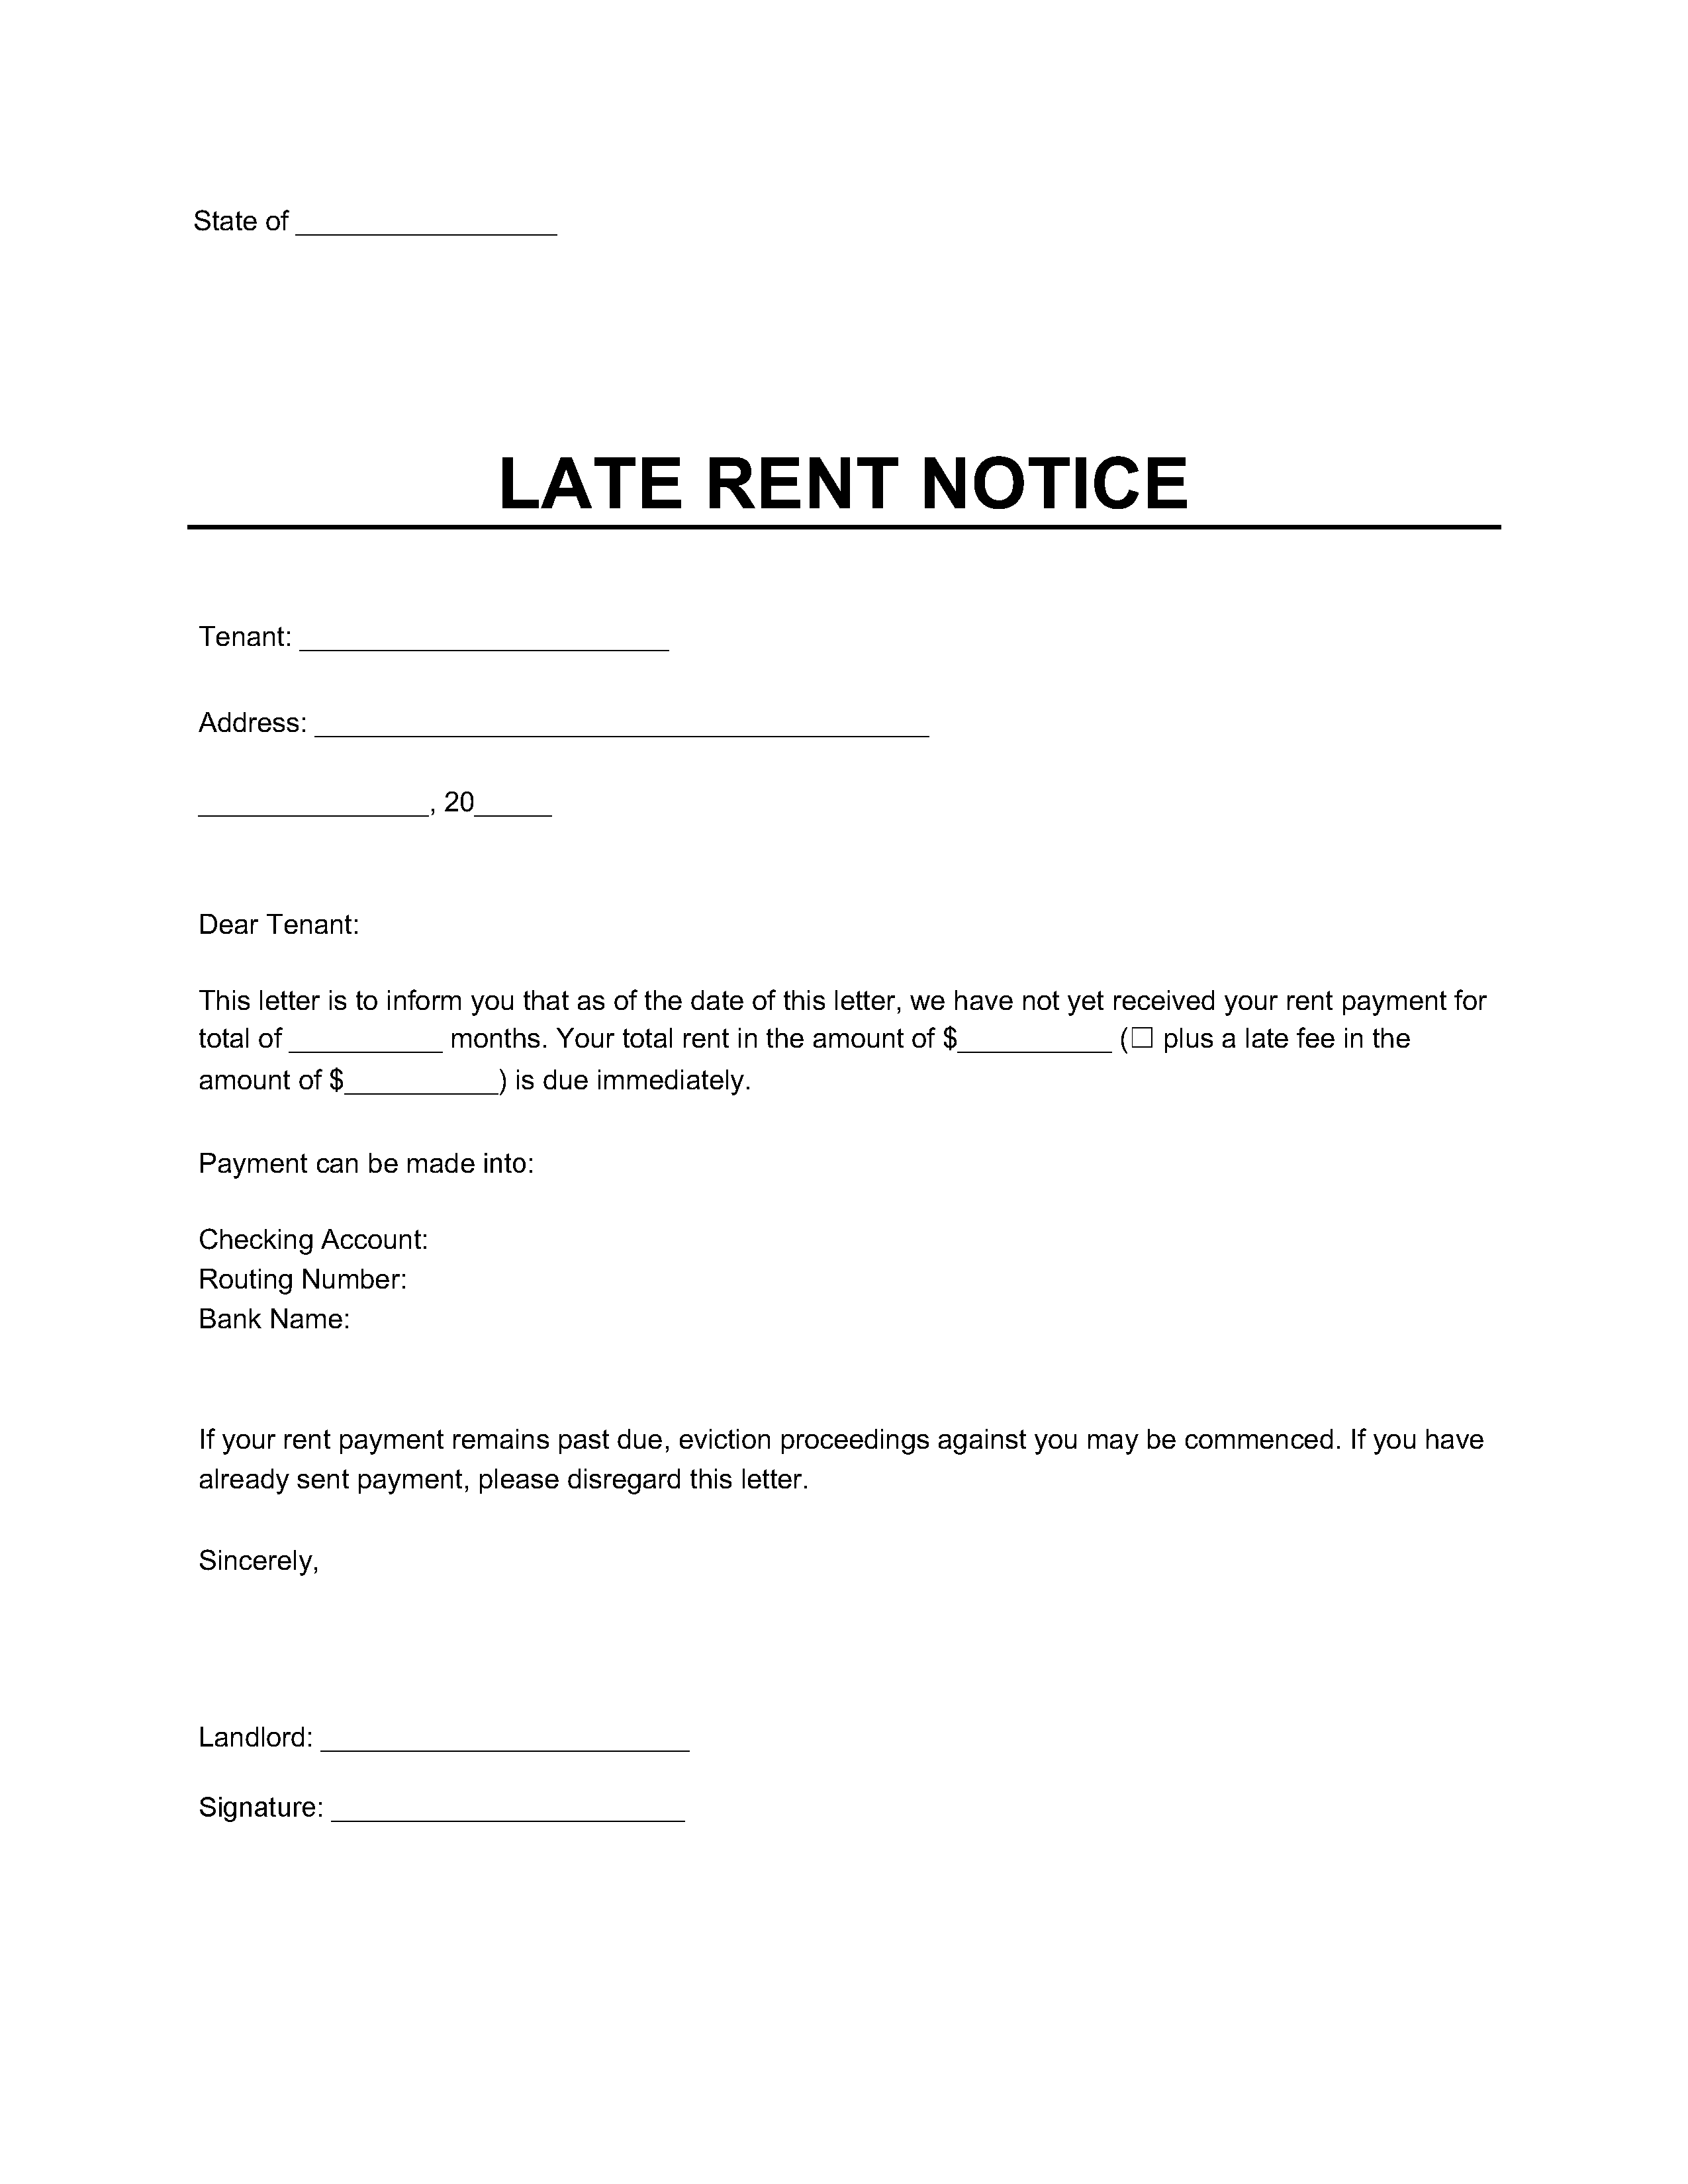 State of _________________
LATE RENT NOTICE
Tenant: ________________________
Address: ________________________________________
_______________, 20_____
Dear Tenant:
This letter is to inform you that as of the date of this letter, we have not yet received your rent payment for
total of __________ months. Your total rent in the amount of $__________ (☐ plus a late fee in the
amount of $__________) is due immediately.
Payment can be made into:
Checking Account:
Routing Number:
Bank Name:
If your rent payment remains past due, eviction proceedings against you may be commenced. If you have
already sent payment, please disregard this letter.
Sincerely,
Landlord: ________________________
Signature: _______________________